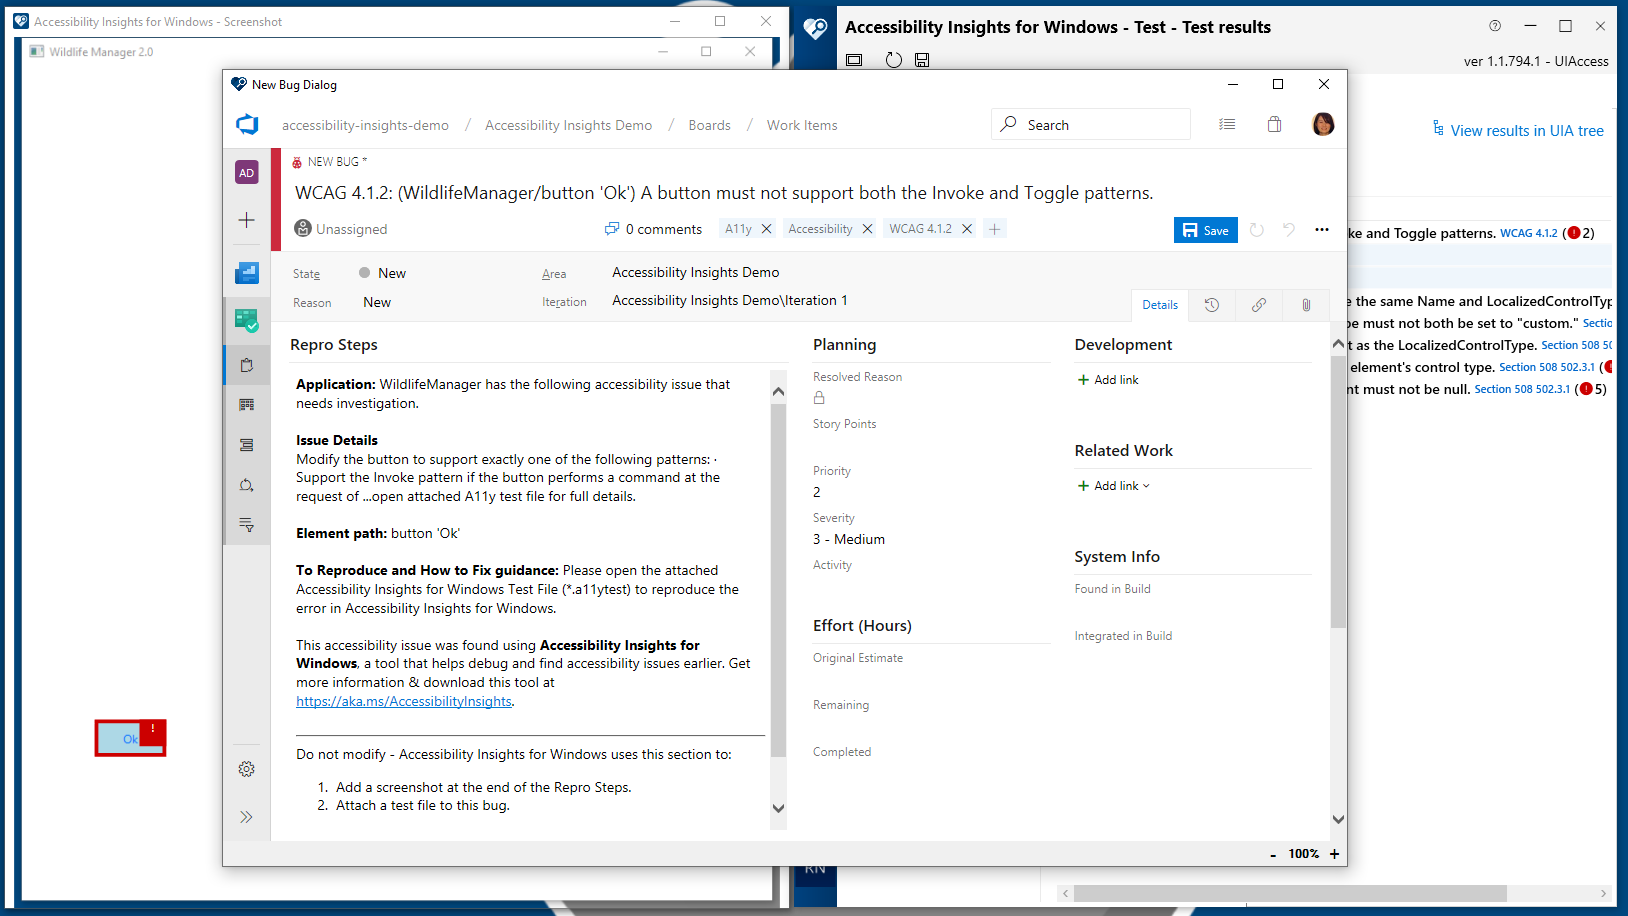 Accessibility Insights for Windows - Screenshot
Wildlife Manager 2.0
Accessibility Insights for Windows - Test - Test results
ver 1.1.794.1 - UIAccess
View results in UIA tree
New Bug Dialog
accessibility-insights-demo / Accessibility Insights Demo / Boards / Work Items
Search
AD
NEW BUG *
WCAG 4.1.2: (WildlifeManager/button 'Ok') A button must not support both the Invoke and Toggle patterns.
Unassigned
0 comments
A11y
Accessibility
WCAG 4.1.2
Save
State New
Area Accessibility Insights Demo
Reason New
Iteration Accessibility Insights Demo\Iteration 1
Details
Repro Steps
Application: WildlifeManager has the following accessibility issue that
needs investigation.
Issue Details
Modify the button to support exactly one of the following patterns: ·
Support the Invoke pattern if the button performs a command at the
request of ...open attached A11y test file for full details.
Element path: button 'Ok'
To Reproduce and How to Fix guidance: Please open the attached
Accessibility Insights for Windows Test File (*.a11ytest) to reproduce the
error in Accessibility Insights for Windows.
This accessibility issue was found using Accessibility Insights for
Windows, a tool that helps debug and find accessibility issues earlier. Get
more information & download this tool at
https://aka.ms/AccessibilityInsights.
Do not modify - Accessibility Insights for Windows uses this section to:
1. Add a screenshot at the end of the Repro Steps.
2. Attach a test file to this bug.
Planning
Resolved Reason
Story Points
Priority
2
Severity
3 - Medium
Activity
Effort (Hours)
Original Estimate
Remaining
Completed
Development
+ Add link
Related Work
+ Add link
System Info
Found in Build
Integrated in Build
- 100% +
ke and Toggle patterns. WCAG 4.1.2 (! 2)
e the same Name and LocalizedControlTyp
be must not both be set to "custom." Sectio
t as the LocalizedControlType. Section 508 50
element's control type. Section 508 502.3.1 (!
nt must not be null. Section 508 502.3.1 (! 5)
Ok !
RN